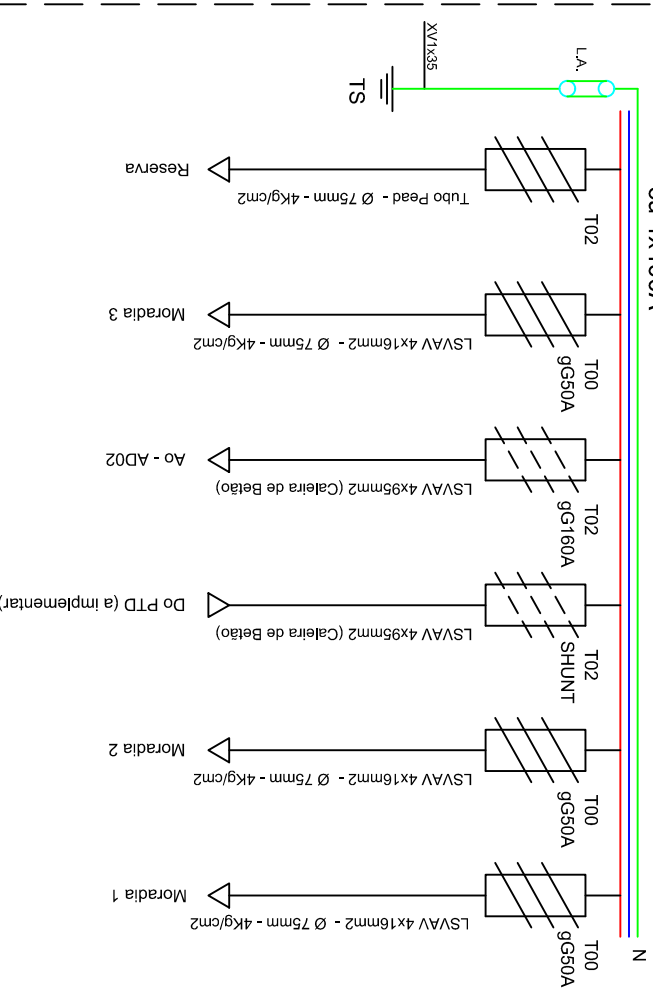 XV1x35
L.A.
TS
N
T02
Tubo Pead - Ø 75mm - 4Kg/cm2
Reserva
T00
gG50A
LSVAV 4x16mm2 - Ø 75mm - 4Kg/cm2
Moradia 3
T02
gG160A
LSVAV 4x95mm2 (Caleira de Betão)
Ao - AD02
T02
SHUNT
LSVAV 4x95mm2 (Caleira de Betão)
Do PTD (a implementar)
T00
gG50A
LSVAV 4x16mm2 - Ø 75mm - 4Kg/cm2
Moradia 2
T00
gG50A
LSVAV 4x16mm2 - Ø 75mm - 4Kg/cm2
Moradia 1